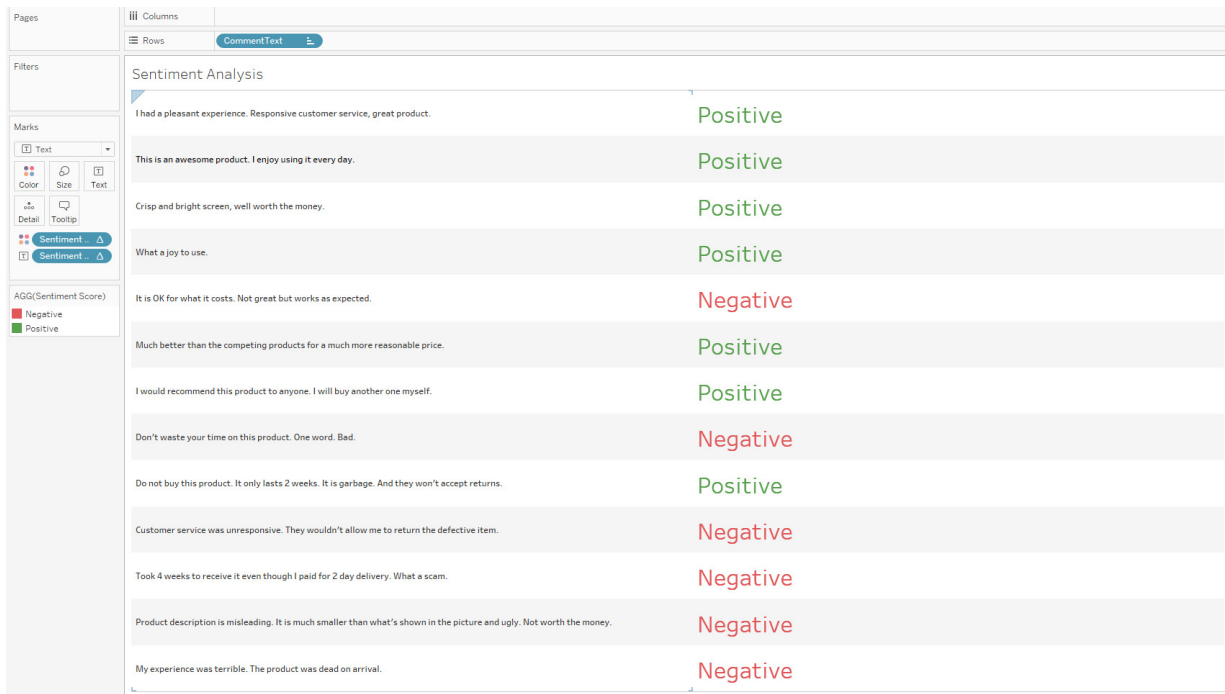 Pages
Columns
Rows
CommentText
Filters
Marks
Text
Color Size Text
Detail Tooltip
Sentiment ..
Sentiment ..
AGG(Sentiment Score)
Negative
Positive
Sentiment Analysis
I had a pleasant experience. Responsive customer service, great product. Positive
This is an awesome product. I enjoy using it every day. Positive
Crisp and bright screen, well worth the money. Positive
What a joy to use. Positive
It is OK for what it costs. Not great but works as expected. Negative
Much better than the competing products for a much more reasonable price. Positive
I would recommend this product to anyone. I will buy another one myself. Positive
Don't waste your time on this product. One word. Bad. Negative
Do not buy this product. It only lasts 2 weeks. It is garbage. And they won't accept returns. Positive
Customer service was unresponsive. They wouldn't allow me to return the defective item. Negative
Took 4 weeks to receive it even though I paid for 2 day delivery. What a scam. Negative
Product description is misleading. It is much smaller than what's shown in the picture and ugly. Not worth the money. Negative
My experience was terrible. The product was dead on arrival. Negative